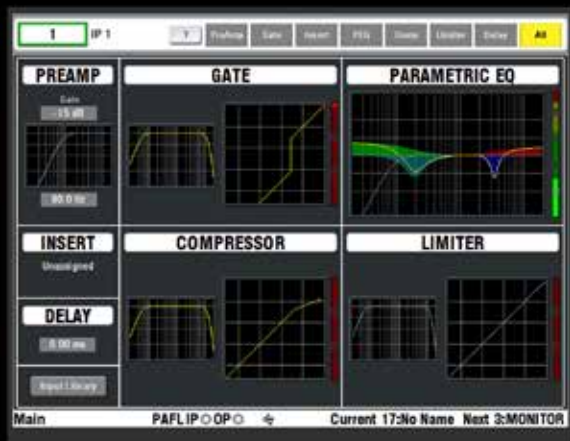 1 IP 1 ? PreAmp Gate Insert PEQ Comp Limiter Delay All
PREAMP
GATE
PARAMETRIC EQ
Gain
-15 dB
80.0 Hz
INSERT
Unassigned
COMPRESSOR
LIMITER
DELAY
0.00 ms
Input Library
Main PAFL IP OP Current 17:No Name Next 3:MONITOR